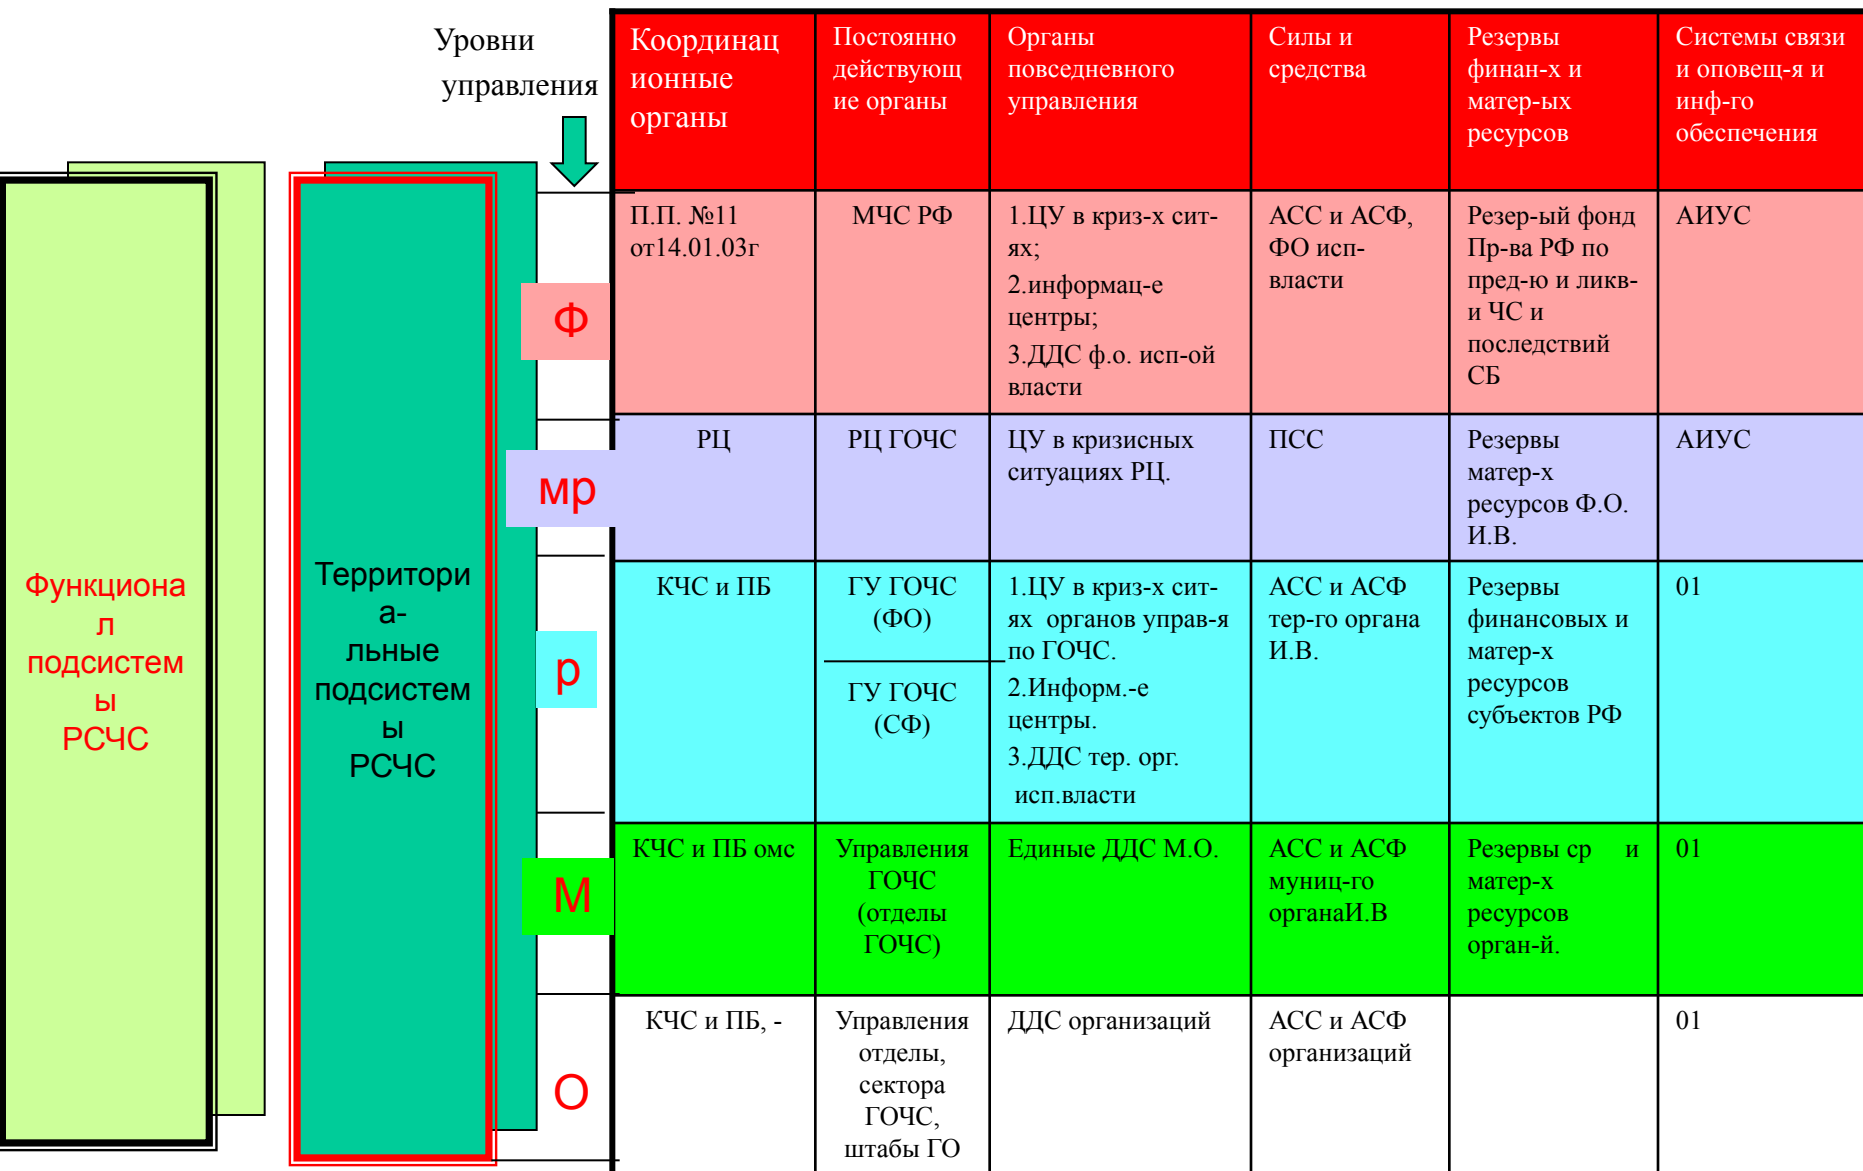 Уровни
управления
Координац
ионные
органы
Постоянно
действующ
ие органы
Органы
повседневного
управления
Силы и
средства
Резервы
финан-х и
матер-ых
ресурсов
Системы связи
и оповещ-я и
инф-го
обеспечения
Функциона
л
подсистем
ы
РСЧС
Территори
а-
льные
подсистем
ы
РСЧС
Ф
П.П. №11
от14.01.03г
МЧС РФ
1.ЦУ в криз-х сит-
ях;
2.информац-е
центры;
3.ДДС ф.о. исп-ой
власти
АСС и АСФ,
ФО исп-
власти
Резер-ый фонд
Пр-ва РФ по
пред-ю и ликв-
и ЧС и
последствий
СБ
АИУС
мр
РЦ
РЦ ГОЧС
ЦУ в кризисных
ситуациях РЦ.
ПСС
Резервы
матер-х
ресурсов Ф.О.
И.В.
АИУС
р
КЧС и ПБ
ГУ ГОЧС
(ФО)
ГУ ГОЧС
(СФ)
1.ЦУ в криз-х сит-
ях органов управ-я
по ГОЧС.
2.Информ.-е
центры.
3.ДДС тер. орг.
исп.власти
АСС и АСФ
тер-го органа
И.В.
Резервы
финансовых и
матер-х
ресурсов
субъектов РФ
01
М
КЧС и ПБ омс
Управления
ГОЧС
(отделы
ГОЧС)
Единые ДДС М.О.
АСС и АСФ
муниц-го
органаИ.В
Резервы ср и
матер-х
ресурсов
орган-й.
01
О
КЧС и ПБ, -
Управления
отделы,
сектора
ГОЧС,
штабы ГО
ДДС организаций
АСС и АСФ
организаций
01